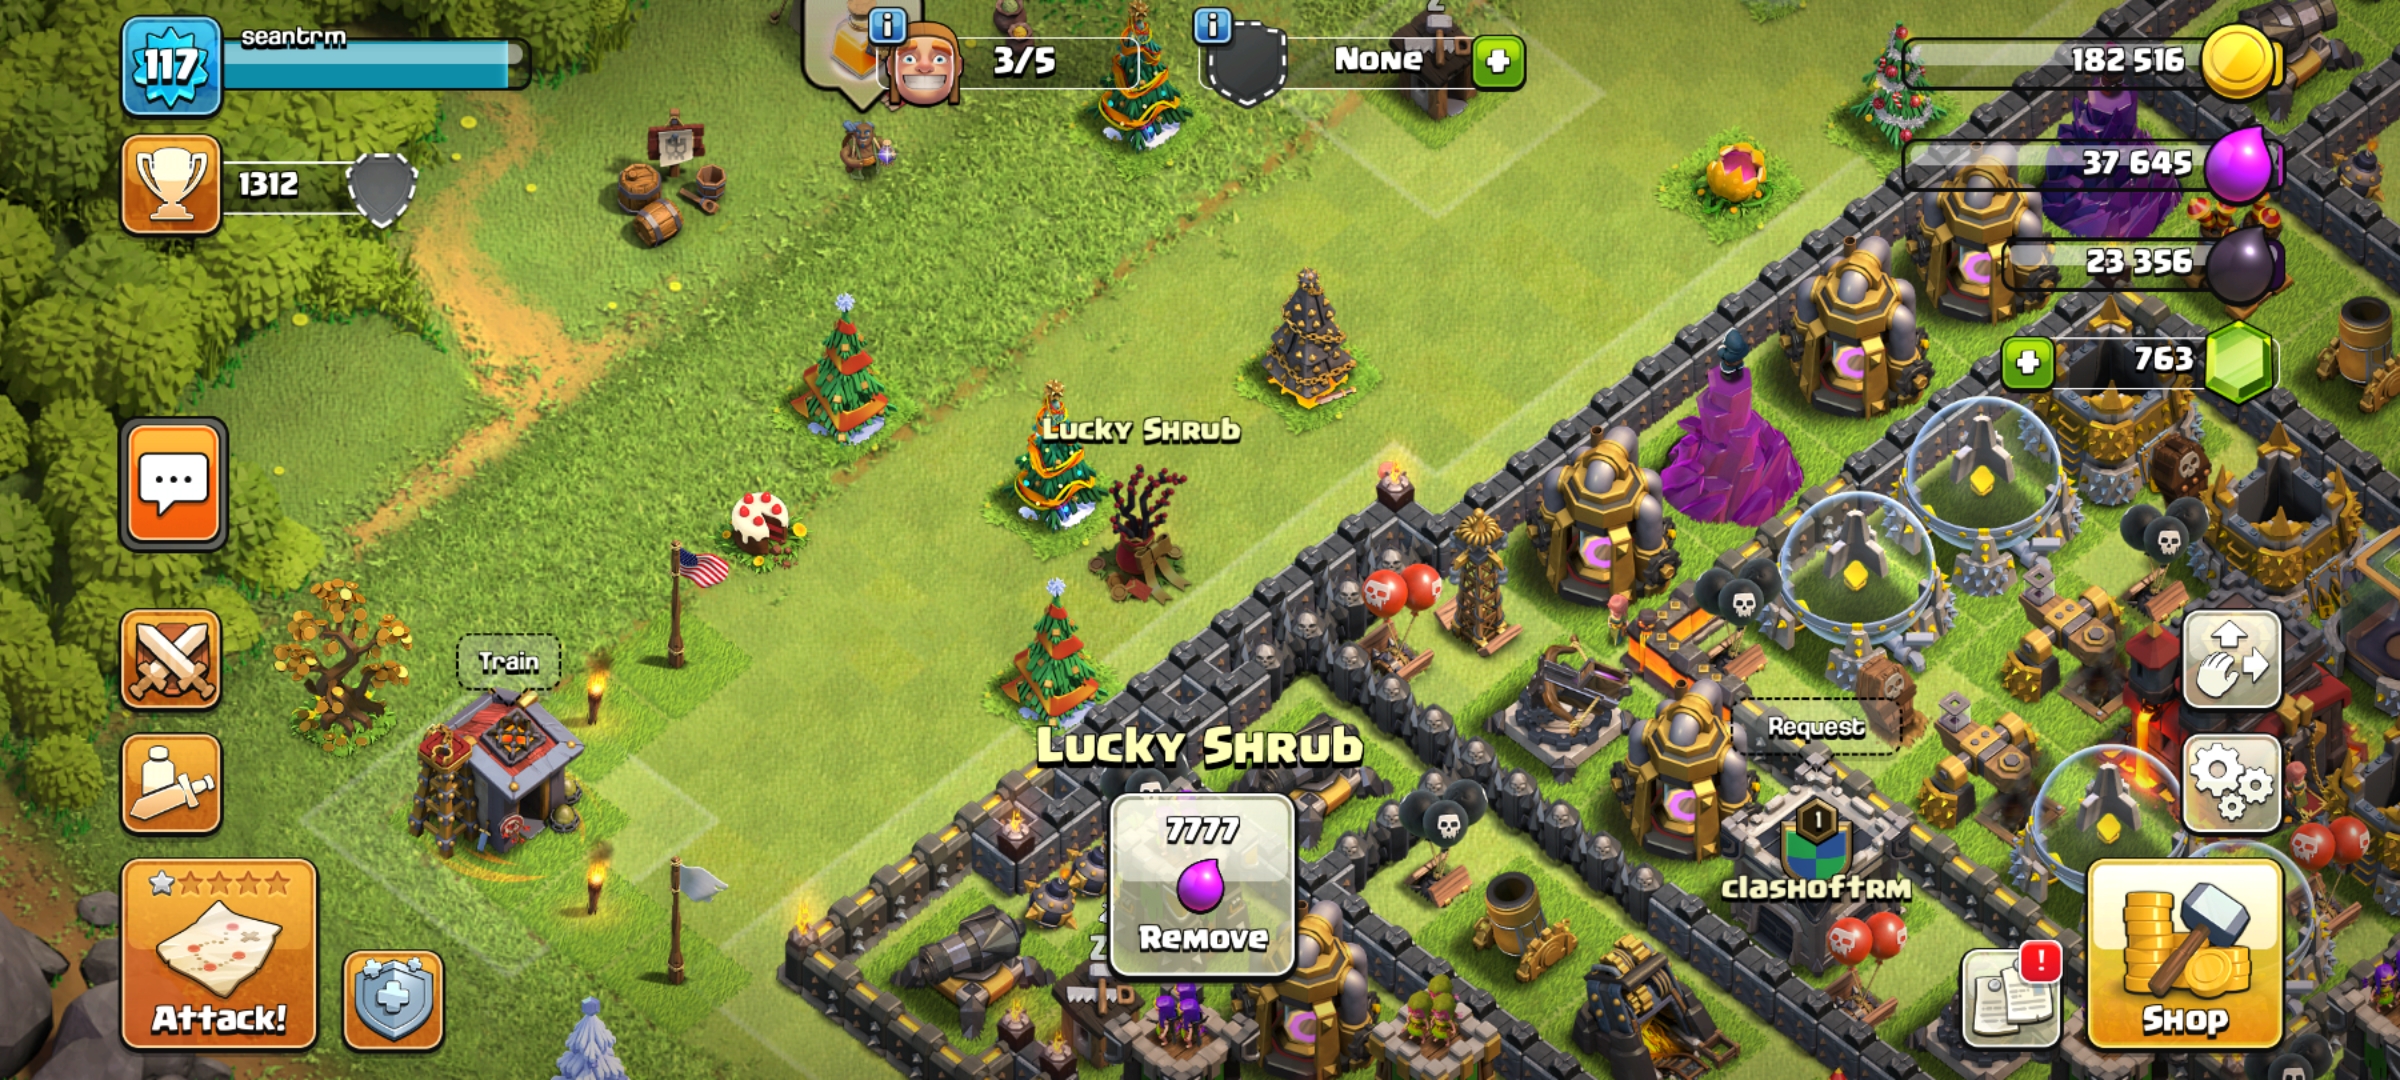 117
seantrm
3/5
None
182 516
1312
37 645
23 356
763
Lucky Shrub
Train
Request
Lucky Shrub
7777
Remove
1
clashoftrm
!
Attack!
Shop